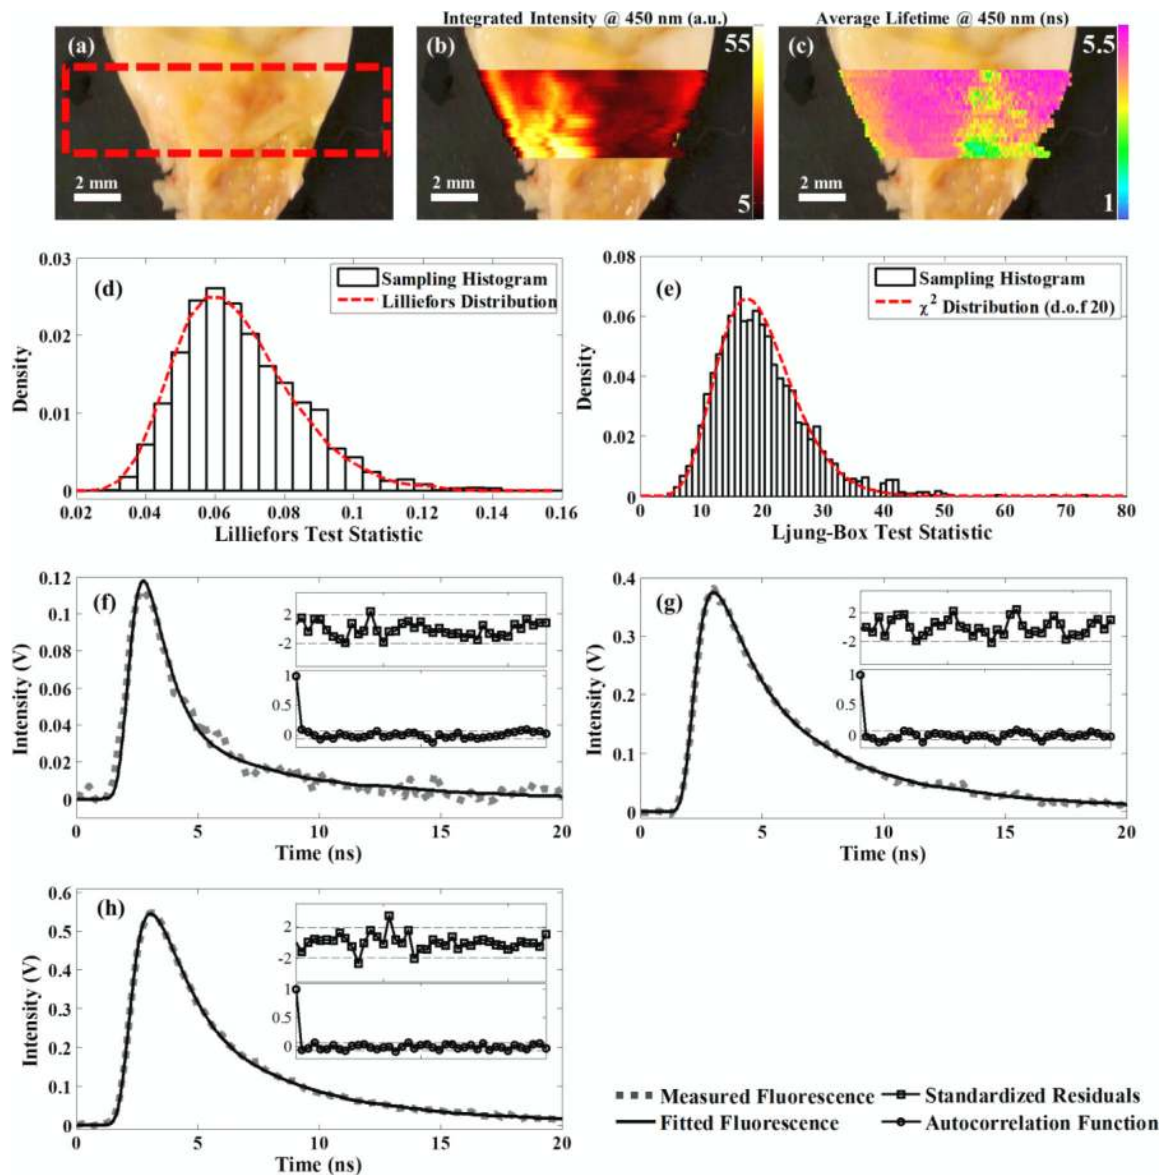 (a)
2 mm
Integrated Intensity @ 450 nm (a.u.)
(b)
55
5
2 mm
Average Lifetime @ 450 nm (ns)
(c)
5.5
1
2 mm
(d)
Sampling Histogram
Lilliefors Distribution
Density
0.03
0.02
0.01
0
0.02 0.04 0.06 0.08 0.1 0.12 0.14 0.16
Lilliefors Test Statistic
(e)
Sampling Histogram
χ² Distribution (d.o.f 20)
Density
0.08
0.06
0.04
0.02
0
0 10 20 30 40 50 60 70 80
Ljung-Box Test Statistic
(f)
Intensity (V)
0.12
0.1
0.08
0.06
0.04
0.02
0
2
-2
1
0.5
0
0 5 10 15 20
Time (ns)
(g)
Intensity (V)
0.4
0.3
0.2
0.1
0
2
-2
1
0.5
0
0 5 10 15 20
Time (ns)
(h)
Intensity (V)
0.6
0.5
0.4
0.3
0.2
0.1
0
2
-2
1
0.5
0
0 5 10 15 20
Time (ns)
Measured Fluorescence
Fitted Fluorescence
Standardized Residuals
Autocorrelation Function